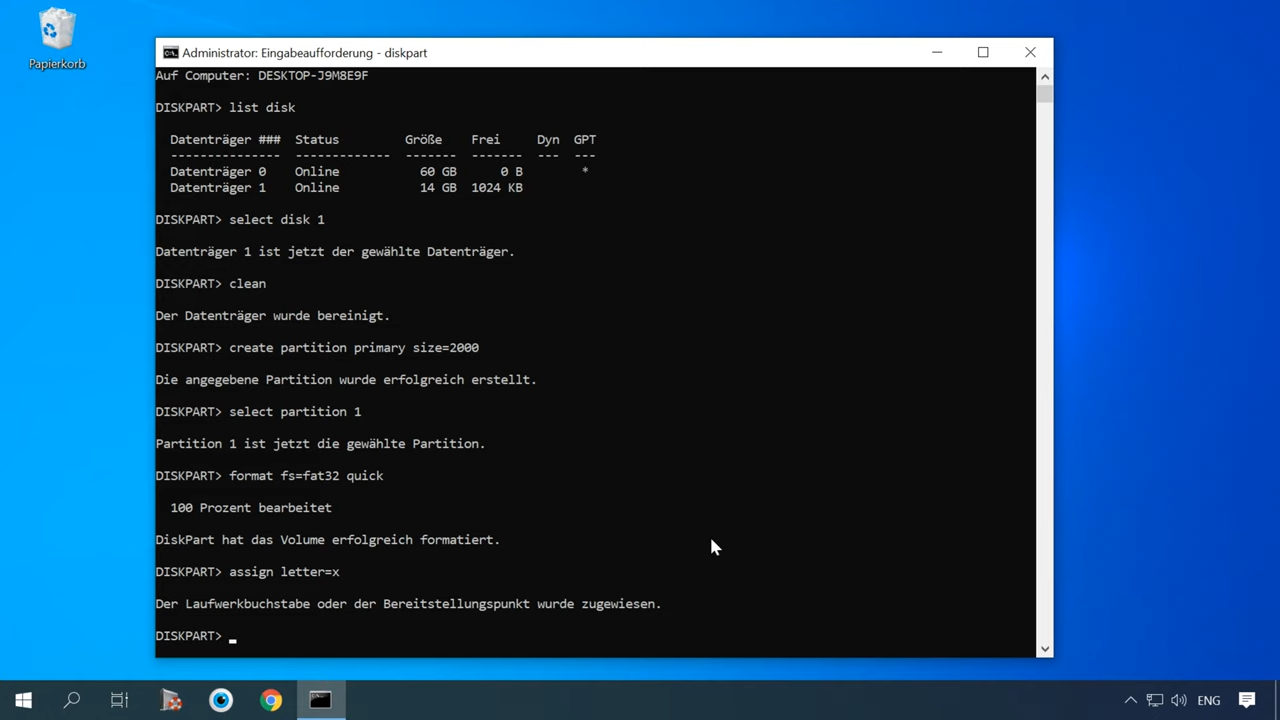 Papierkorb
Administrator: Eingabeaufforderung - diskpart
Auf Computer: DESKTOP-J9M8E9F
DISKPART> list disk
Datenträger ### Status Größe Frei Dyn GPT
--------------- ------------- ------- ------- --- ---
Datenträger 0 Online 60 GB 0 B *
Datenträger 1 Online 14 GB 1024 KB
DISKPART> select disk 1
Datenträger 1 ist jetzt der gewählte Datenträger.
DISKPART> clean
Der Datenträger wurde bereinigt.
DISKPART> create partition primary size=2000
Die angegebene Partition wurde erfolgreich erstellt.
DISKPART> select partition 1
Partition 1 ist jetzt die gewählte Partition.
DISKPART> format fs=fat32 quick
100 Prozent bearbeitet
DiskPart hat das Volume erfolgreich formatiert.
DISKPART> assign letter=x
Der Laufwerkbuchstabe oder der Bereitstellungspunkt wurde zugewiesen.
DISKPART> _
ENG